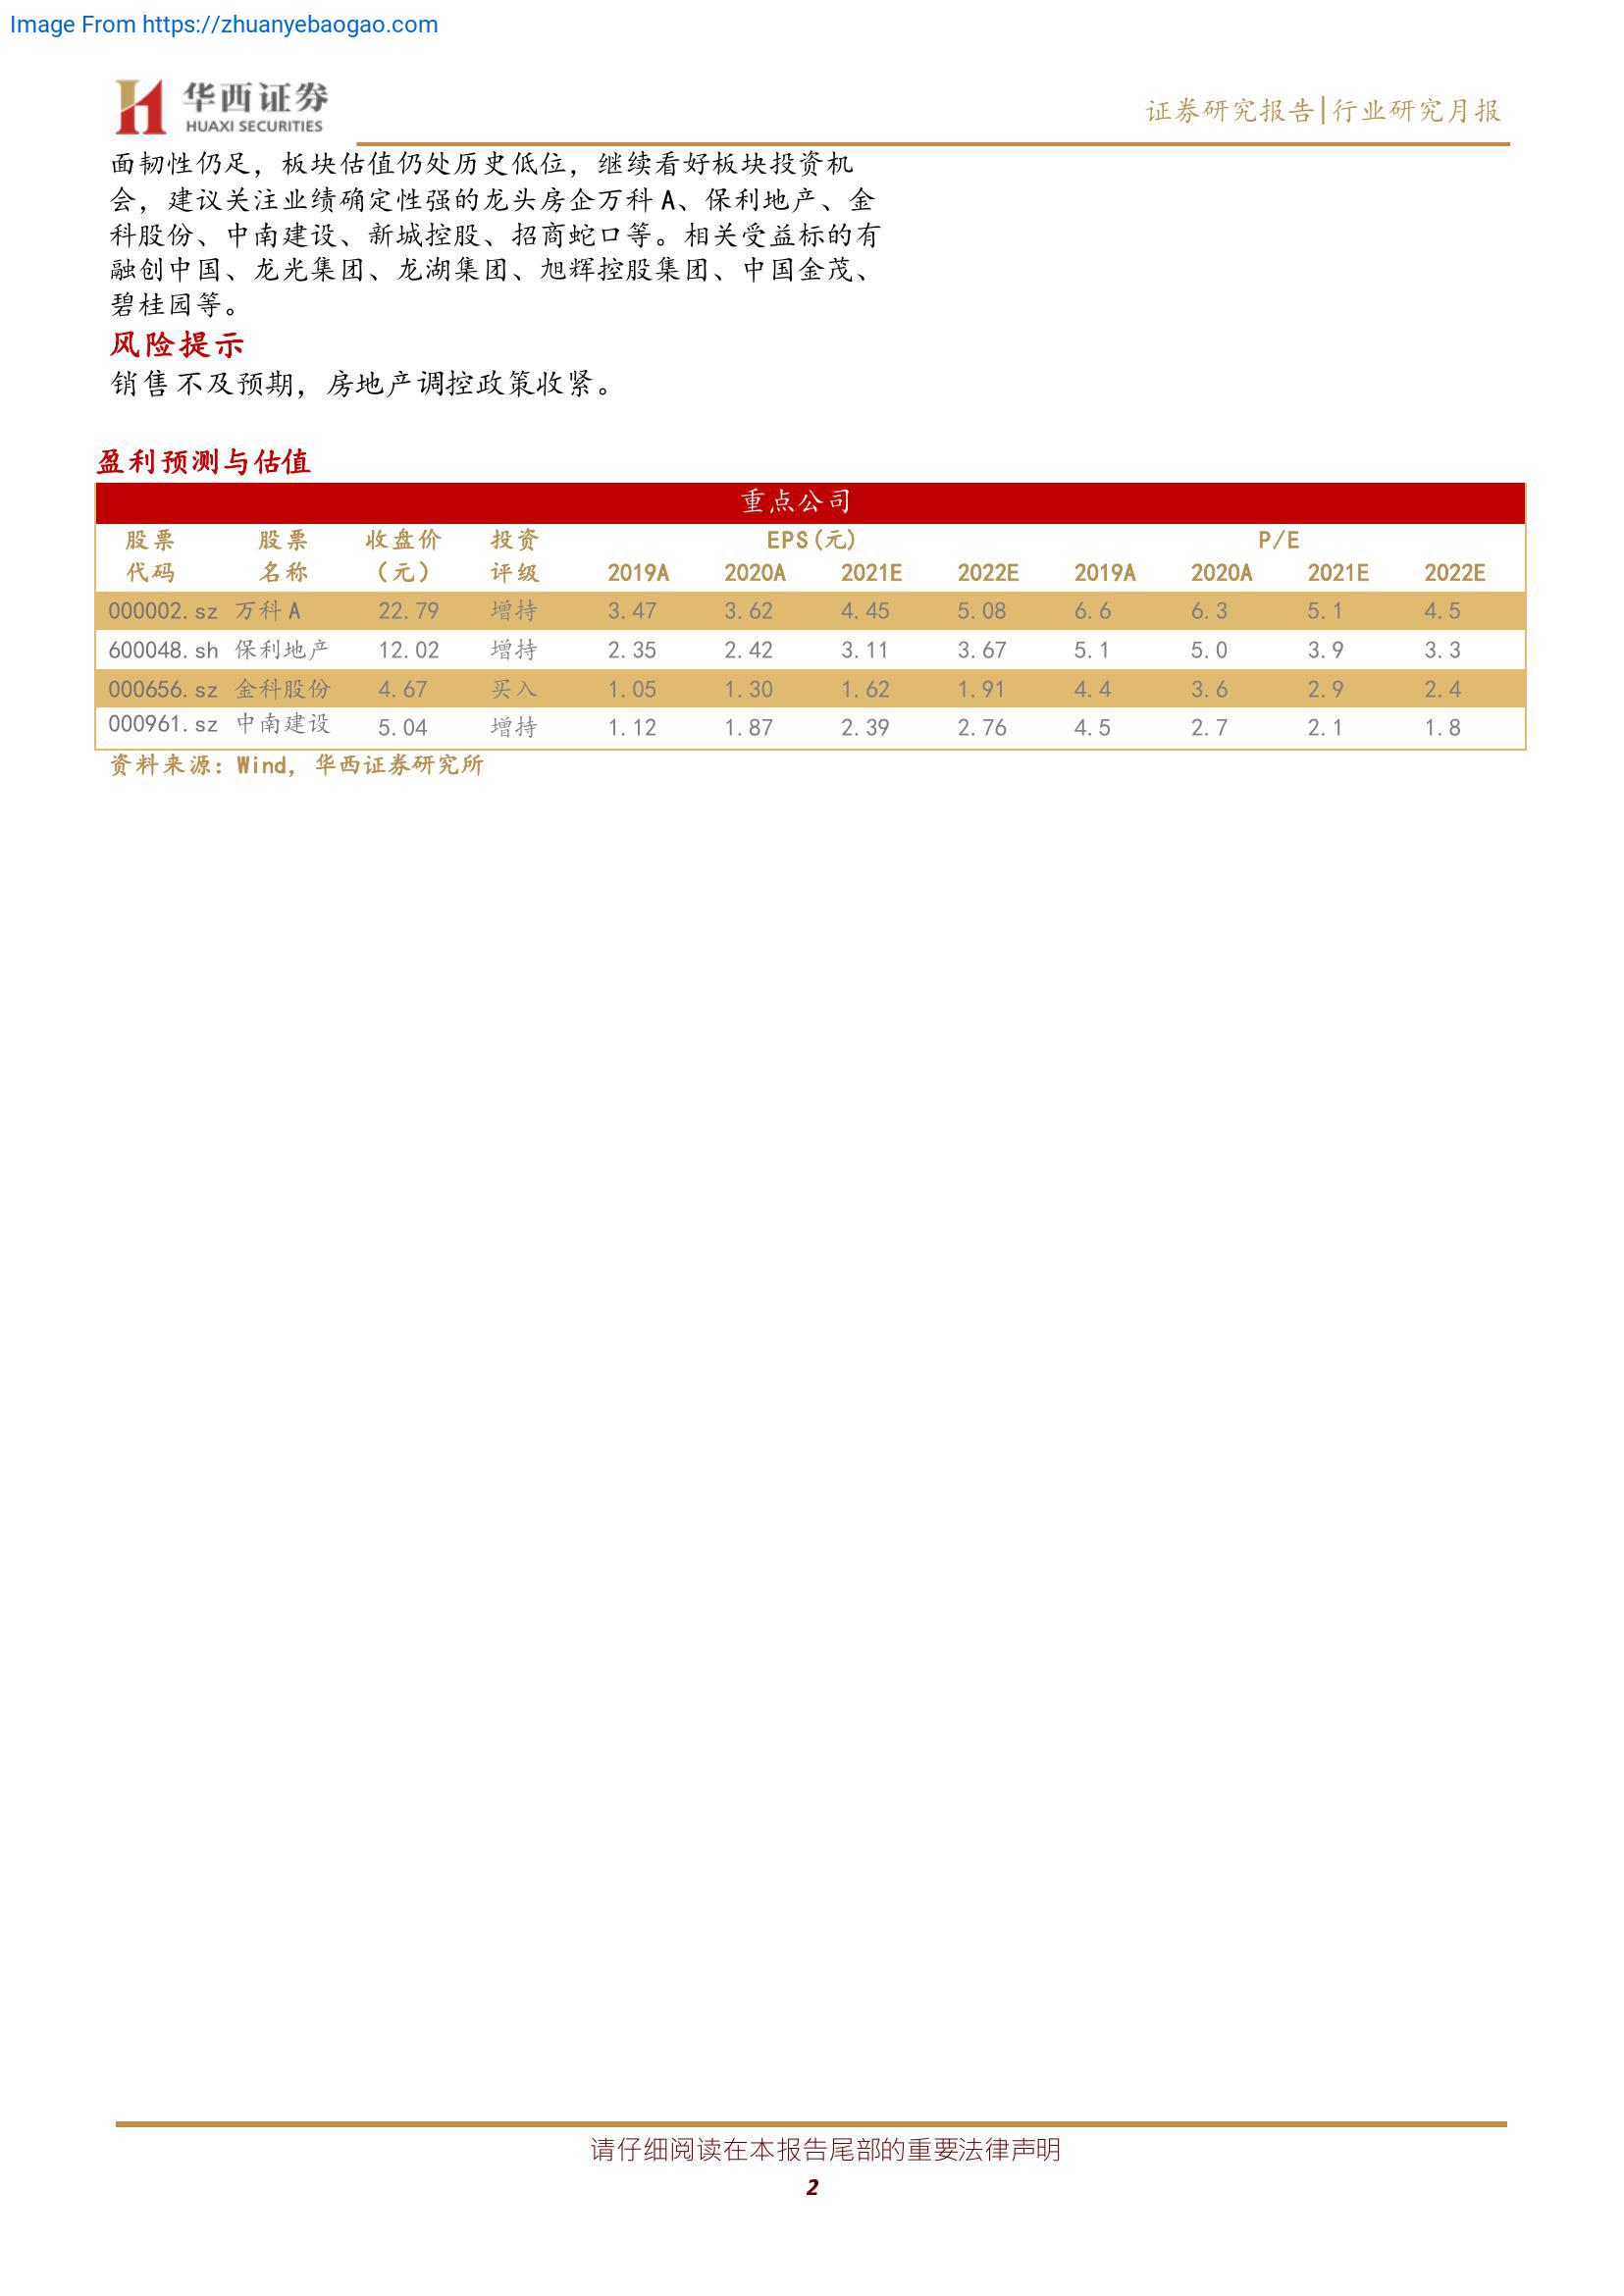 Image From https://zhuanyebaogao.com
华西证券
HUAXI SECURITIES
证券研究报告|行业研究月报
面韧性仍足，板块估值仍处历史低位，继续看好板块投资机
会，建议关注业绩确定性强的龙头房企万科 A、保利地产、金
科股份、中南建设、新城控股、招商蛇口等。相关受益标的有
融创中国、龙光集团、龙湖集团、旭辉控股集团、中国金茂、
碧桂园等。
风险提示
销售不及预期，房地产调控政策收紧。
盈利预测与估值
重点公司
股票 股票 收盘价 投资 EPS(元) P/E
代码 名称 （元） 评级 2019A 2020A 2021E 2022E 2019A 2020A 2021E 2022E
000002.sz 万科 A 22.79 增持 3.47 3.62 4.45 5.08 6.6 6.3 5.1 4.5
600048.sh 保利地产 12.02 增持 2.35 2.42 3.11 3.67 5.1 5.0 3.9 3.3
000656.sz 金科股份 4.67 买入 1.05 1.30 1.62 1.91 4.4 3.6 2.9 2.4
000961.sz 中南建设 5.04 增持 1.12 1.87 2.39 2.76 4.5 2.7 2.1 1.8
资料来源：Wind，华西证券研究所
请仔细阅读在本报告尾部的重要法律声明
2